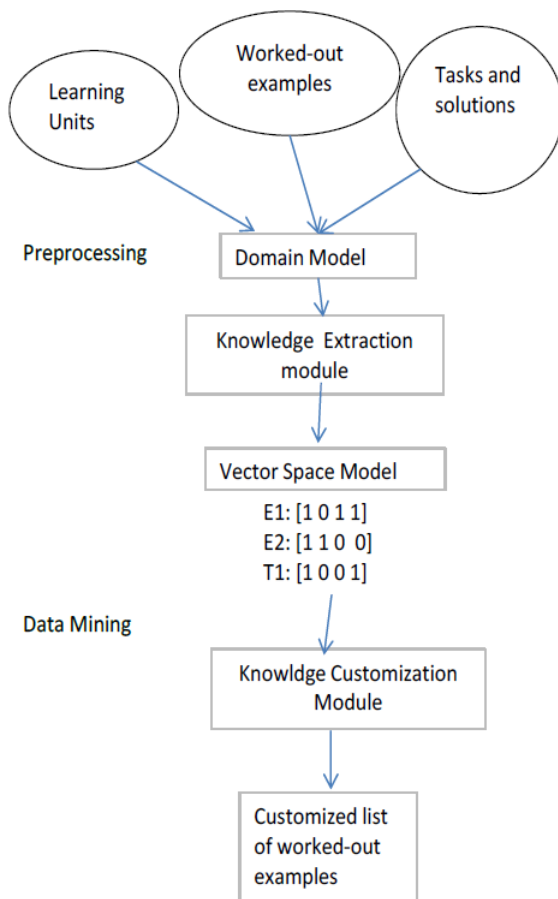 Learning
Units
Worked-out
examples
Tasks and
solutions
Preprocessing
Domain Model
Knowledge Extraction
module
Vector Space Model
E1: [1 0 1 1]
E2: [1 1 0 0]
T1: [1 0 0 1]
Data Mining
Knowldge Customization
Module
Customized list
of worked-out
examples